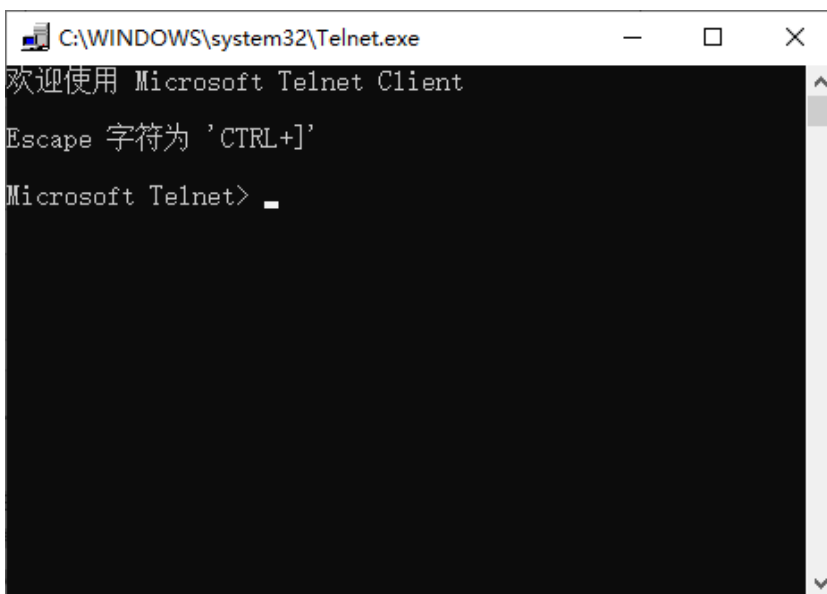 C:\WINDOWS\system32\Telnet.exe
欢迎使用 Microsoft Telnet Client
Escape 字符为 'CTRL+]'
Microsoft Telnet>